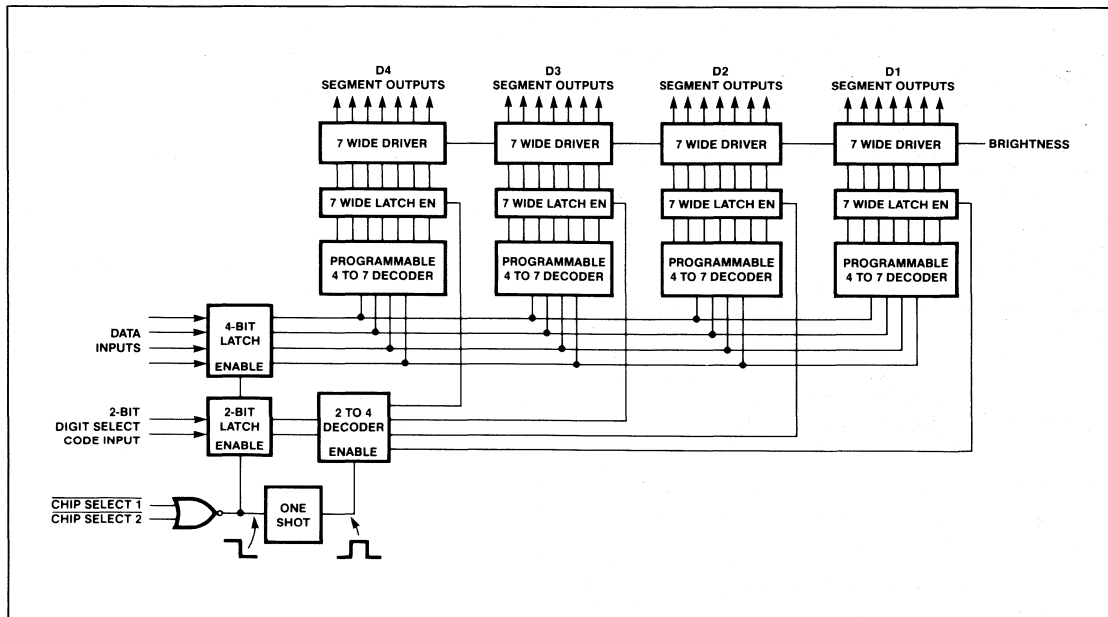 D4
SEGMENT OUTPUTS
D3
SEGMENT OUTPUTS
D2
SEGMENT OUTPUTS
D1
SEGMENT OUTPUTS
7 WIDE DRIVER
7 WIDE DRIVER
7 WIDE DRIVER
7 WIDE DRIVER
BRIGHTNESS
7 WIDE LATCH EN
7 WIDE LATCH EN
7 WIDE LATCH EN
7 WIDE LATCH EN
PROGRAMMABLE
4 TO 7 DECODER
PROGRAMMABLE
4 TO 7 DECODER
PROGRAMMABLE
4 TO 7 DECODER
PROGRAMMABLE
4 TO 7 DECODER
DATA
INPUTS
4-BIT
LATCH
ENABLE
2-BIT
DIGIT SELECT
CODE INPUT
2-BIT
LATCH
ENABLE
2 TO 4
DECODER
ENABLE
CHIP SELECT 1
CHIP SELECT 2
ONE
SHOT